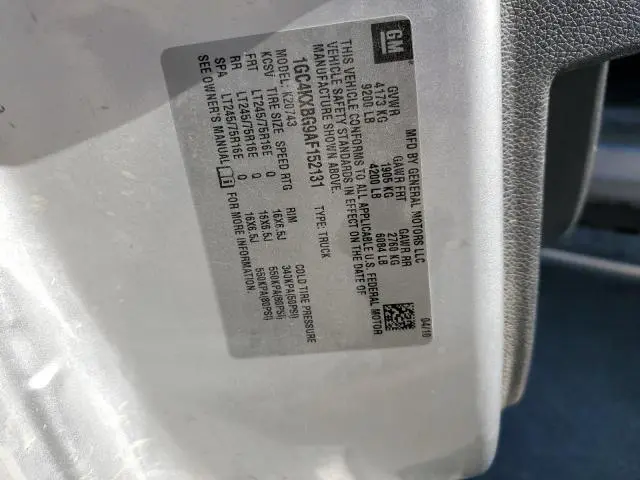 GM
MFD BY GENERAL MOTORS LLC 04/10
GVWR GAWR FRT GAWR RR
4173 KG 1905 KG 2760 KG
9200 LB 4200 LB 6084 LB
THIS VEHICLE CONFORMS TO ALL APPLICABLE U.S. FEDERAL MOTOR
VEHICLE SAFETY STANDARDS IN EFFECT ON THE DATE OF
MANUFACTURE SHOWN ABOVE.
1GC4KXBG9AF152131 TYPE: TRUCK
MODEL: K20743
KCSV TIRE SIZE SPEED RTG RIM COLD TIRE PRESSURE
FRT LT245/75R16E Q 16X6.5J 340KPA(50PSI)
RR LT245/75R16E Q 16X6.5J 550KPA(80PSI)
SPA LT245/75R16E Q 16X6.5J 550KPA(80PSI)
SEE OWNER'S MANUAL FOR MORE INFORMATION.